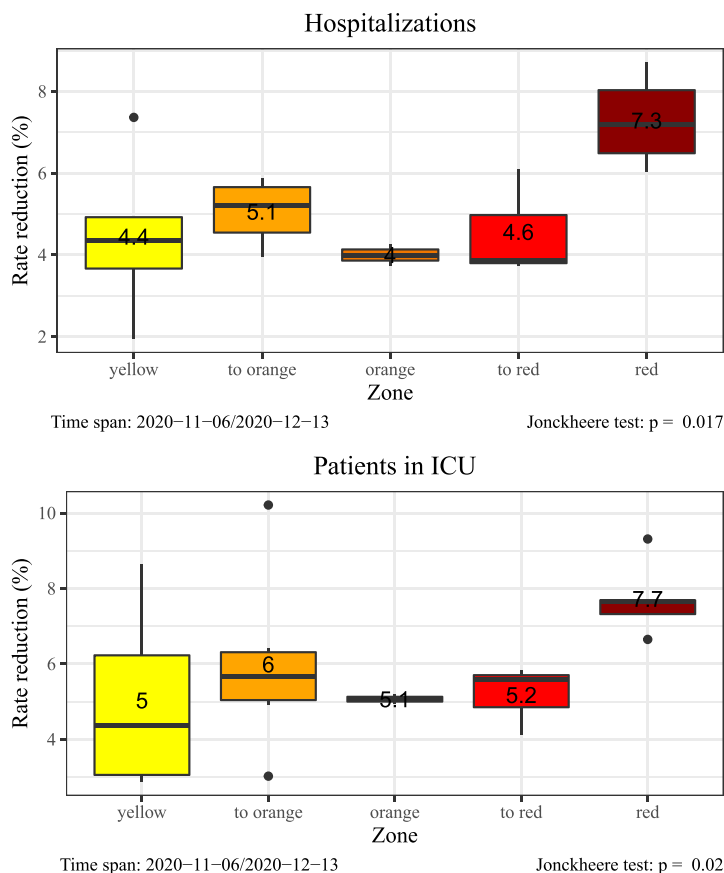 Hospitalizations
Rate reduction (%)
8
6
4
2
4.4
5.1
4
4.6
7.3
yellow
to orange
orange
to red
red
Zone
Time span: 2020−11−06/2020−12−13
Jonckheere test: p =  0.017
Patients in ICU
Rate reduction (%)
10
8
6
4
5
6
5.1
5.2
7.7
yellow
to orange
orange
to red
red
Zone
Time span: 2020−11−06/2020−12−13
Jonckheere test: p =  0.02